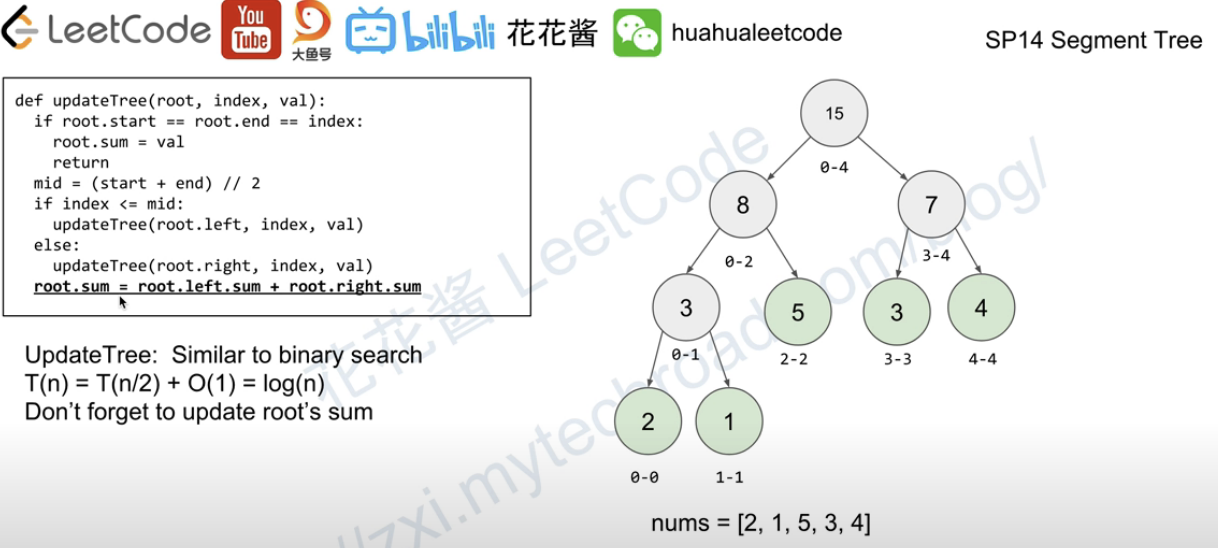 LeetCode You Tube 大鱼号 bilibili 花花酱 huahualeetcode
SP14 Segment Tree
def updateTree(root, index, val):
  if root.start == root.end == index:
    root.sum = val
    return
  mid = (start + end) // 2
  if index <= mid:
    updateTree(root.left, index, val)
  else:
    updateTree(root.right, index, val)
  root.sum = root.left.sum + root.right.sum
UpdateTree: Similar to binary search
T(n) = T(n/2) + O(1) = log(n)
Don't forget to update root's sum
15
0-4
8
7
0-2
3-4
3
5
3
4
0-1
2-2
3-3
4-4
2
1
0-0
1-1
nums = [2, 1, 5, 3, 4]
花花酱 LeetCode
//zxi.mytechroad.com/blog/